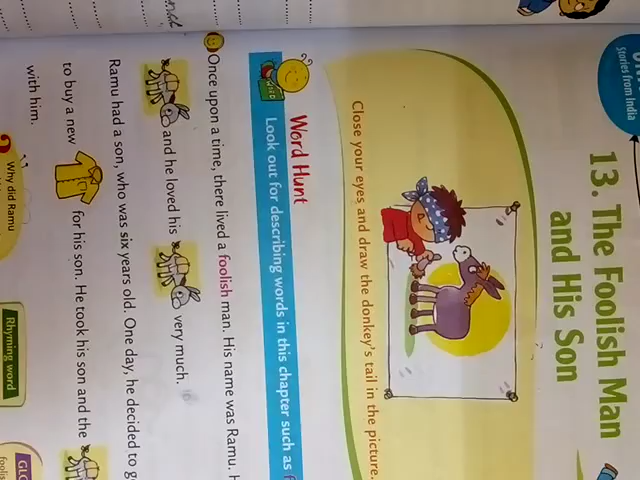 Stories from India
13. The Foolish Man
and His Son
Close your eyes and draw the donkey's tail in the picture.
Word Hunt
Look out for describing words in this chapter such as
Once upon a time, there lived a foolish man. His name was Ramu.
and he loved his very much.
Ramu had a son, who was six years old. One day, he decided to
to buy a new for his son. He took his son and the
with him.
Why did Ramu
Rhyming word